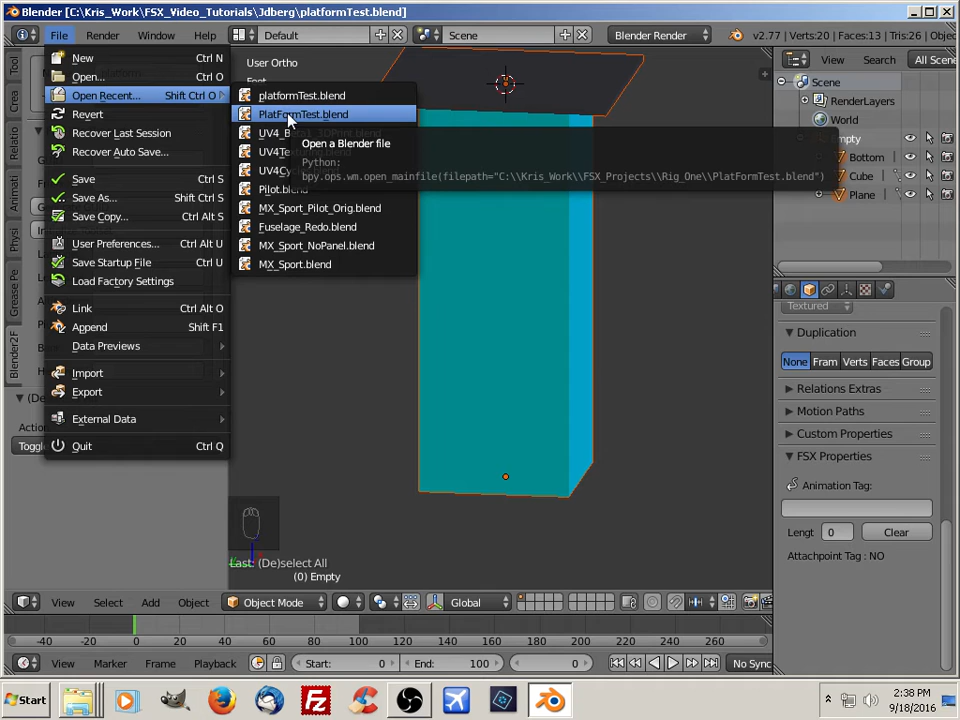 Blender [C:\Kris_Work\FSX_Video_Tutorials\Jdberg\platformTest.blend]
File Render Window Help Default Scene Blender Render v2.77 | Verts:20 | Faces:13 | Tris:26 |
New Ctrl N
Open... Ctrl O
Open Recent... Shift Ctrl O
Revert
Recover Last Session
Recover Auto Save...
Save Ctrl S
Save As... Shift Ctrl S
Save Copy... Ctrl Alt S
User Preferences... Ctrl Alt U
Save Startup File Ctrl U
Load Factory Settings
Link Ctrl Alt O
Append Shift F1
Data Previews
Import
Export
External Data
Quit Ctrl Q
platformTest.blend
PlatFormTest.blend
Pilot.blend
MX_Sport_Pilot_Orig.blend
Fuselage_Redo.blend
MX_Sport_NoPanel.blend
MX_Sport.blend
Open a Blender file
Python:
bpy.ops.wm.open_mainfile(filepath="C:\\Kris_Work\\FSX_Projects\\Rig_One\\PlatFormTest.blend")
User Ortho
Tool
Physi
Grease Pe
Blender2F
Last: (De)select All
(0) Empty
View Search All Scen
Scene
RenderLayers
World
Bottom
Cube
Plane
Textured
Duplication
None Fram Verts Faces Group
Relations Extras
Motion Paths
Custom Properties
FSX Properties
Animation Tag:
Lengt 0 Clear
Attachpoint Tag : NO
View Select Add Object Object Mode Global
-40 -20 0 20 40 60 80 100 120 140 160 180 200 220 240 260
View Marker Frame Playback Start: 0 End: 100 0 No Sync
Start
2:38 PM
9/18/2016